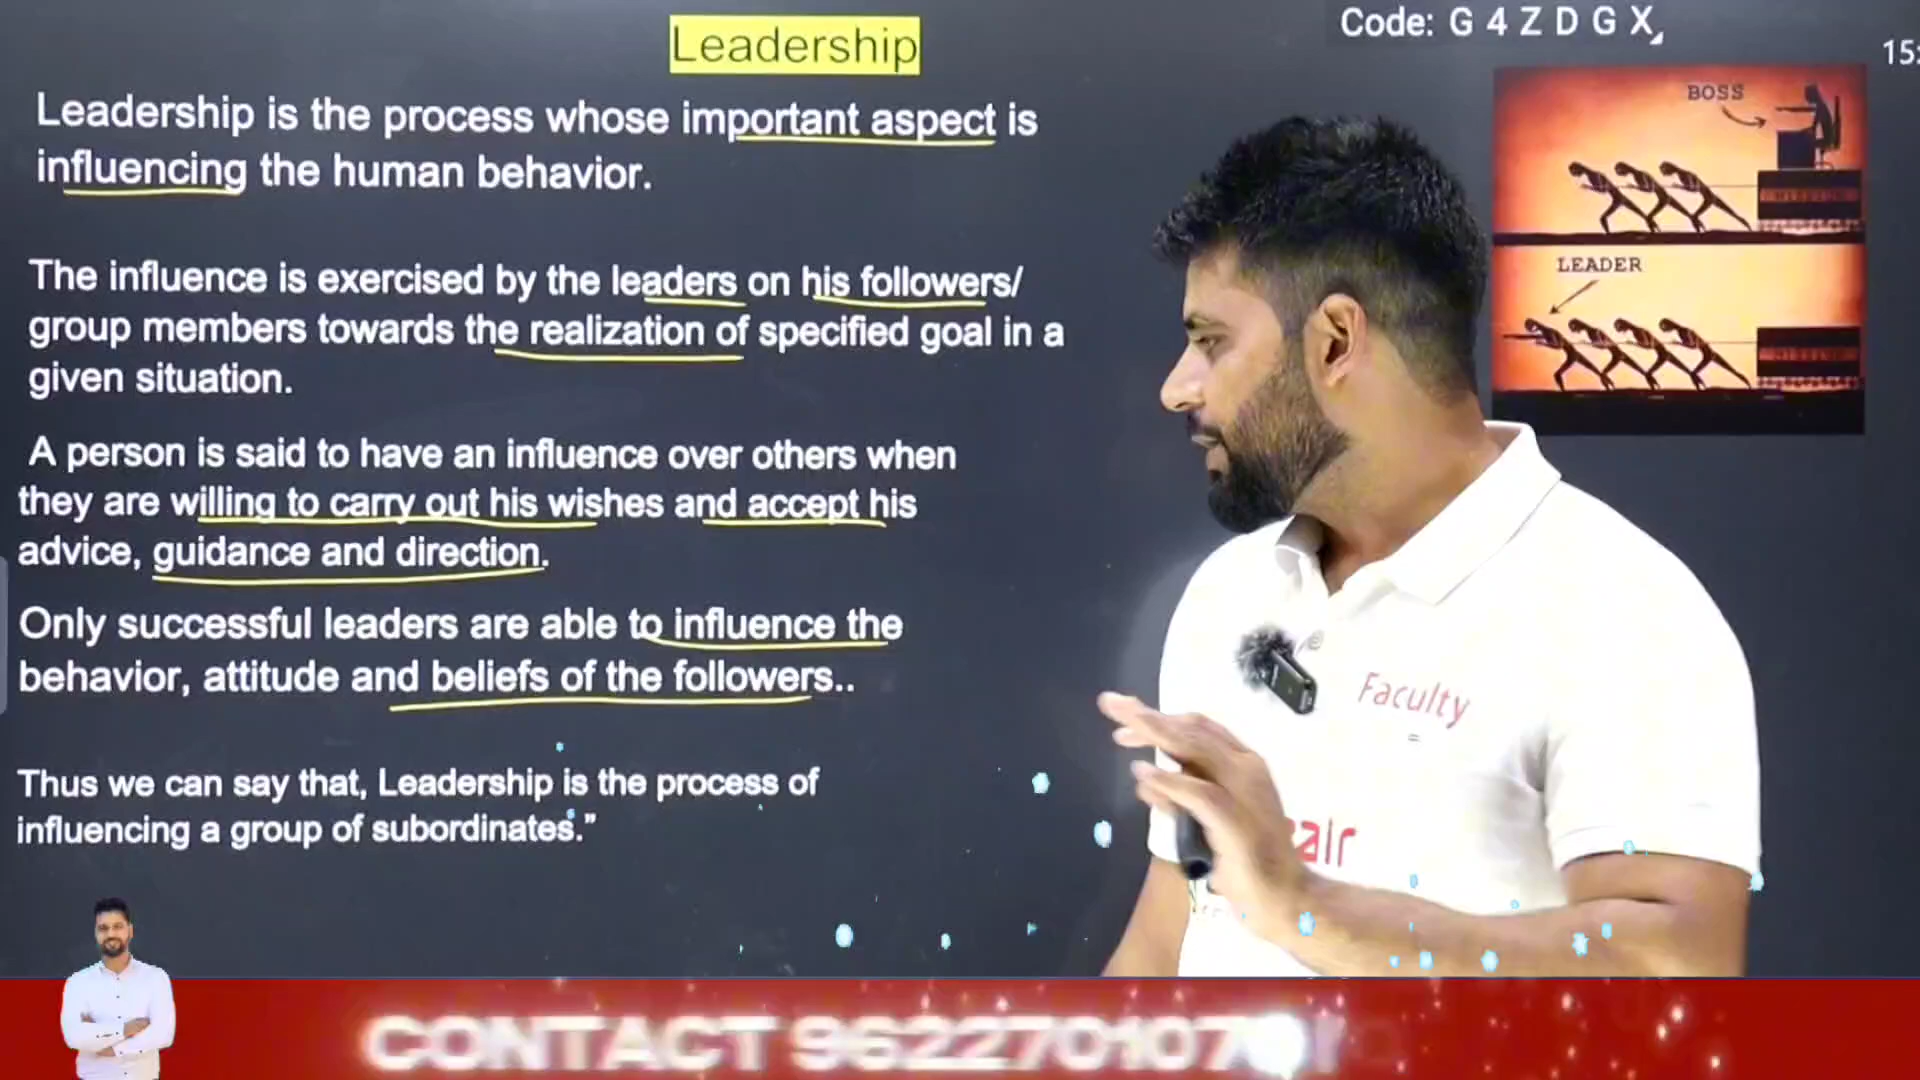 Leadership
Code: G 4 Z D G X
15:
Leadership is the process whose important aspect is
influencing the human behavior.
The influence is exercised by the leaders on his followers/
group members towards the realization of specified goal in a
given situation.
A person is said to have an influence over others when
they are willing to carry out his wishes and accept his
advice, guidance and direction.
Only successful leaders are able to influence the
behavior, attitude and beliefs of the followers..
Thus we can say that, Leadership is the process of
influencing a group of subordinates.”
BOSS
LEADER
Faculty
CONTACT